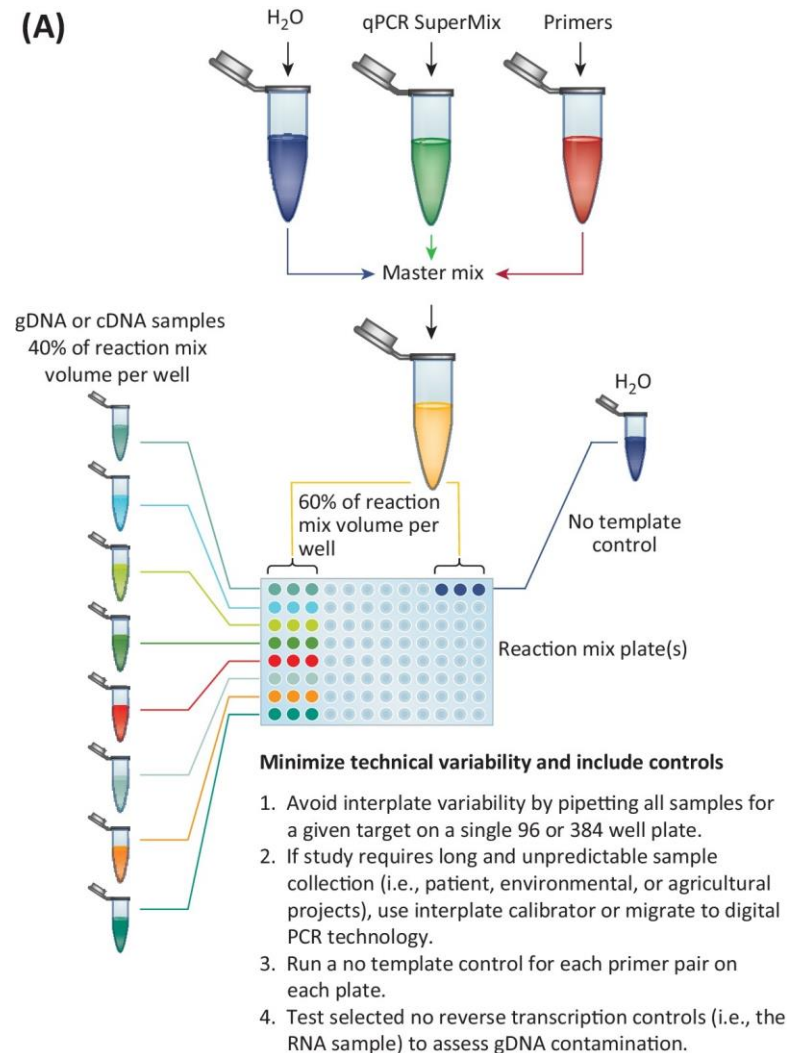 (A)
H₂O
qPCR SuperMix
Primers
Master mix
gDNA or cDNA samples
40% of reaction mix
volume per well
H₂O
60% of reaction
mix volume per
well
No template
control
Reaction mix plate(s)
Minimize technical variability and include controls
1. Avoid interplate variability by pipetting all samples for
a given target on a single 96 or 384 well plate.
2. If study requires long and unpredictable sample
collection (i.e., patient, environmental, or agricultural
projects), use interplate calibrator or migrate to digital
PCR technology.
3. Run a no template control for each primer pair on
each plate.
4. Test selected no reverse transcription controls (i.e., the
RNA sample) to assess gDNA contamination.